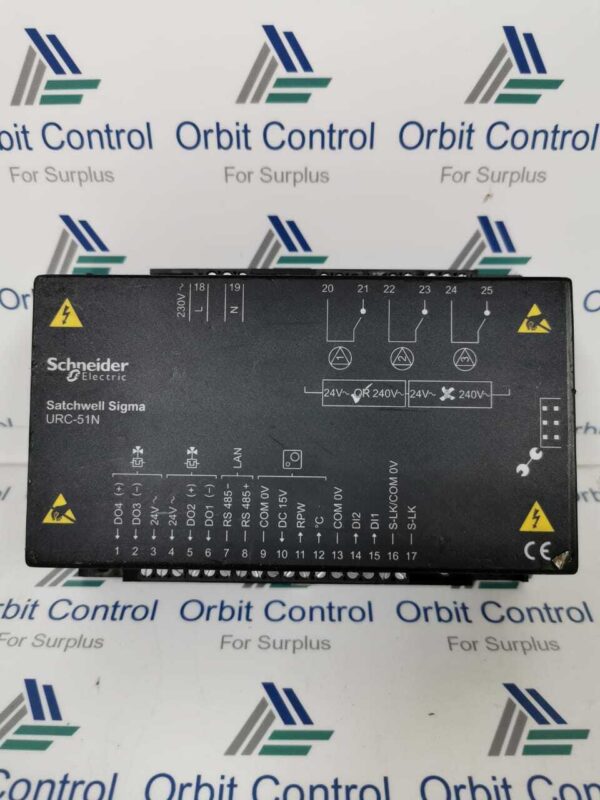 Orbit Control Orbit Control Orbit Control
For Surplus For Surplus For Surplus
230V~ 18 L 19 N
20 21 22 23 24 25
1 2 3
24V~ OR 240V~ 24V~ 240V~
Schneider
Electric
Satchwell Sigma
URC-51N
LAN
DO4 (+)
DO3 (–)
24V ~
24V ~
DO2 (+)
DO1 (–)
RS 485–
RS 485+
COM 0V
DC 15V
RPW
°C
COM 0V
DI2
DI1
S-LK/COM 0V
S-LK
1 2 3 4 5 6 7 8 9 10 11 12 13 14 15 16 17
CE
Orbit Control Orbit Control Orbit Control
For Surplus For Surplus For Surplus
Orbit Control Orbit Control